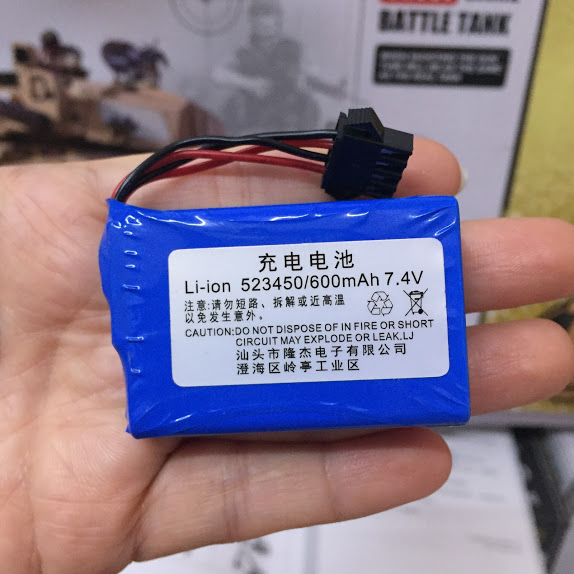 BATTLE TANK
充电电池
Li-ion 523450/600mAh 7.4V
注意:请勿短路、拆解或近高温
以免发生意外。
CAUTION:DO NOT DISPOSE OF IN FIRE OR SHORT
CIRCUIT MAY EXPLODE OR LEAK.LJ
汕头市隆杰电子有限公司
澄海区岭亭工业区